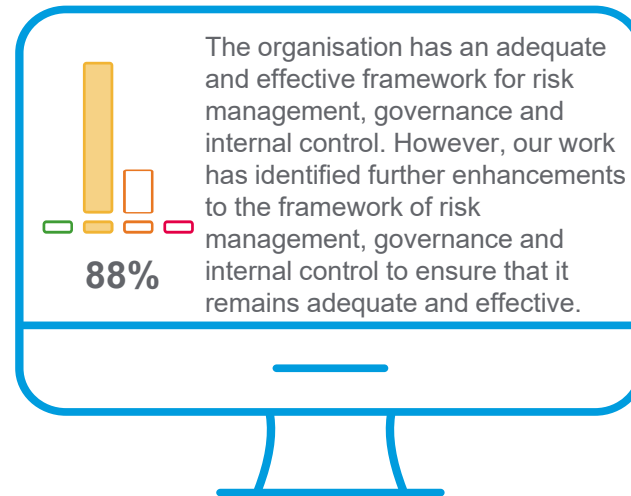 The organisation has an adequate
and effective framework for risk
management, governance and
internal control. However, our work
has identified further enhancements
to the framework of risk
management, governance and
internal control to ensure that it
remains adequate and effective.
88%